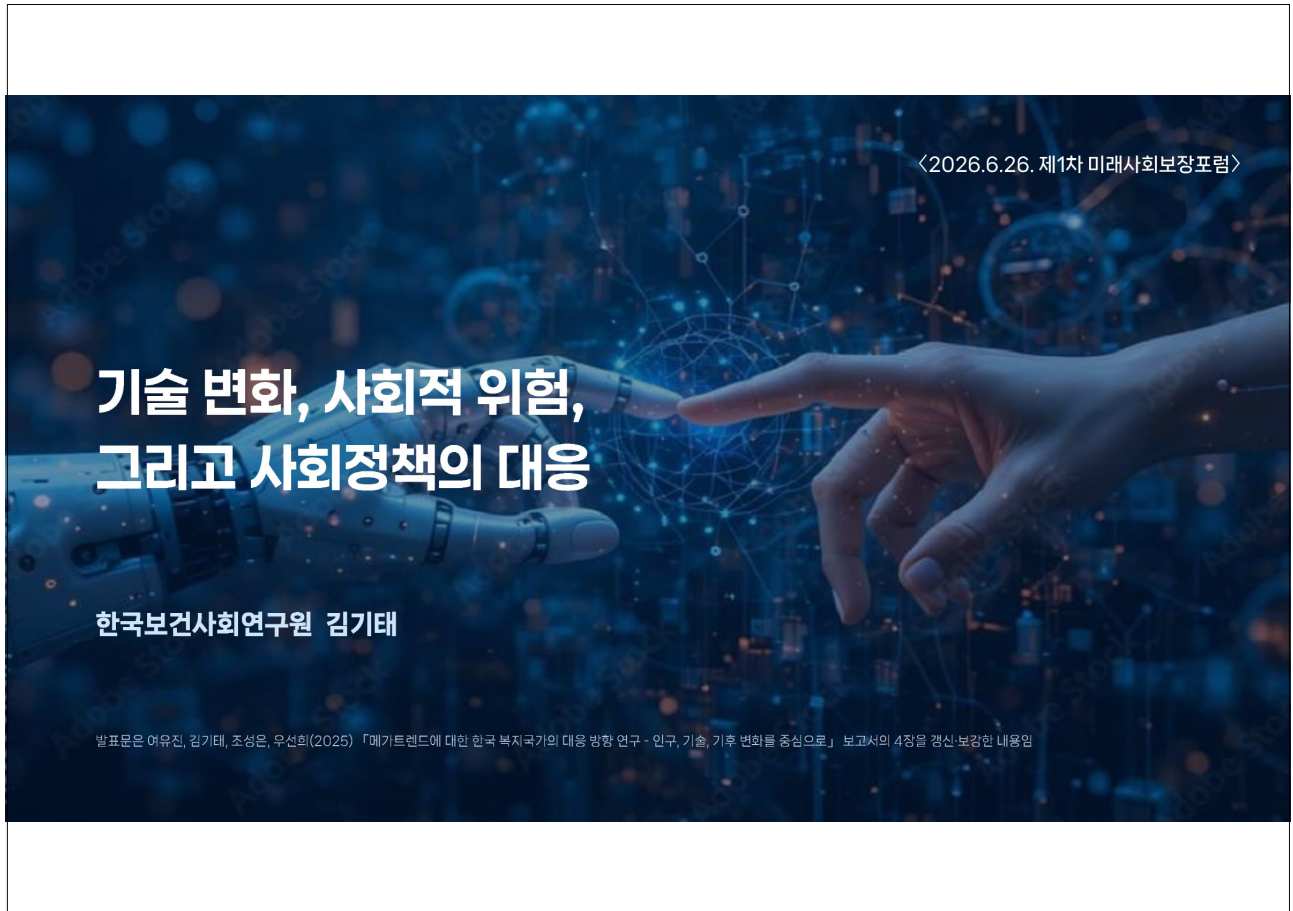 〈2026.6.26. 제1차 미래사회보장포럼〉
기술 변화, 사회적 위험,
그리고 사회정책의 대응
한국보건사회연구원 김기태
발표문은 여유진, 김기태, 조성은, 우선희(2025) 「메가트렌드에 대한 한국 복지국가의 대응 방향 연구 - 인구, 기술, 기후 변화를 중심으로」 보고서의 4장을 갱신·보강한 내용임
Adobe Stock